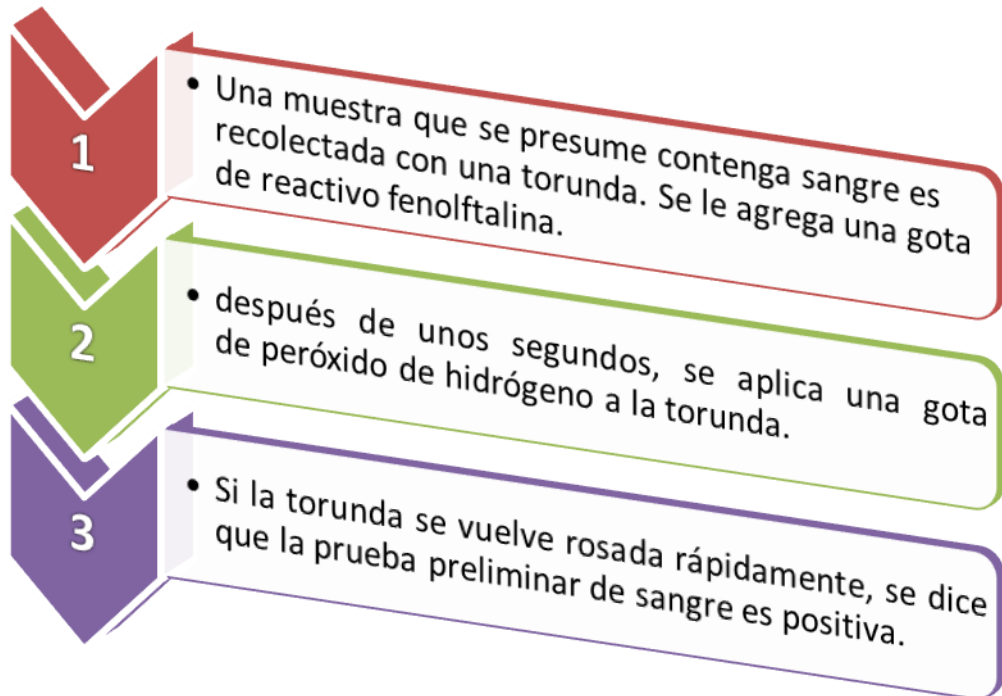 1
• Una muestra que se presume contenga sangre es
recolectada con una torunda. Se le agrega una gota
de reactivo fenolftalina.
2
• después de unos segundos, se aplica una gota
de peróxido de hidrógeno a la torunda.
3
• Si la torunda se vuelve rosada rápidamente, se dice
que la prueba preliminar de sangre es positiva.